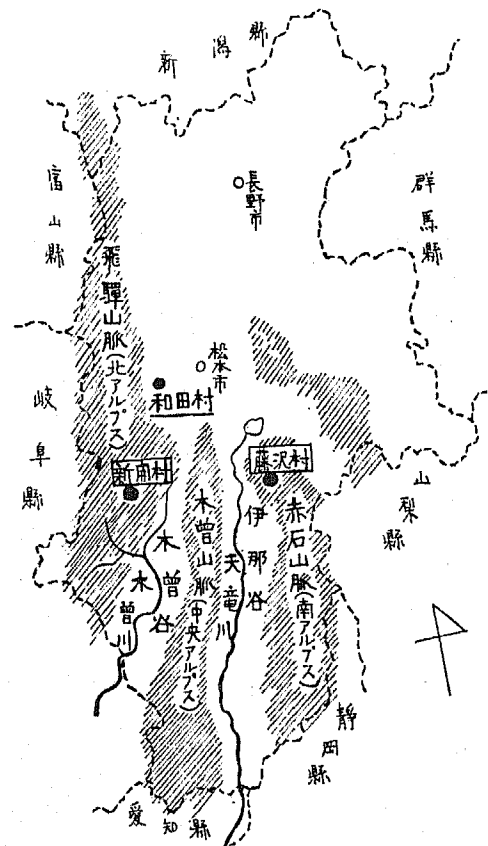 新潟縣
長野市
群馬縣
富山縣
飛驒山脈(北アルプス)
松本市
和田村
岐阜縣
新開村
藤沢村
山梨縣
木曽谷
木曽川
木曽山脈(中央アルプス)
天竜川
伊那谷
赤石山脈(南アルプス)
靜岡縣
愛知縣